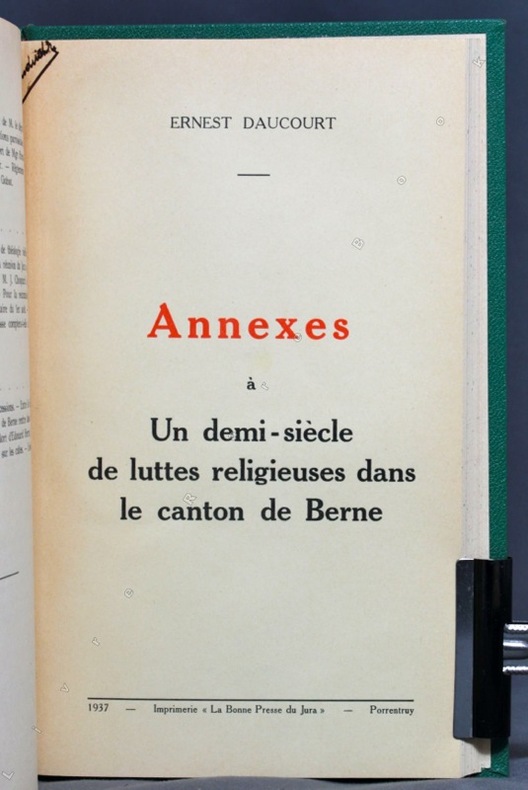 ERNEST DAUCOURT
Annexes
à
Un demi-siècle
de luttes religieuses dans
le canton de Berne
1937 — Imprimerie « La Bonne Presse du Jura » — Porrentruy